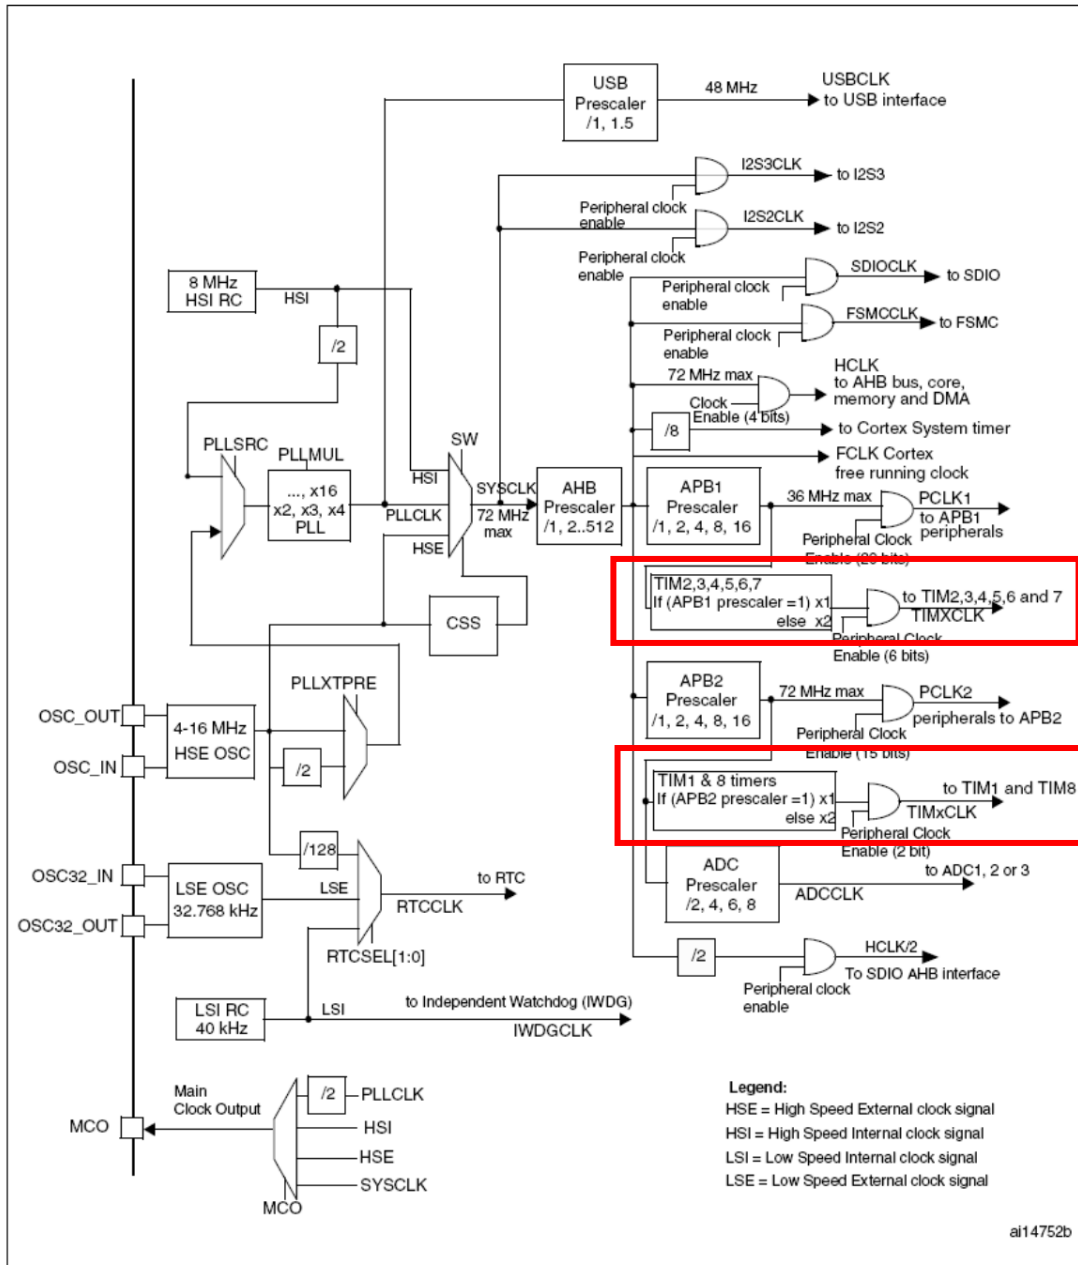 USB
Prescaler
/1, 1.5
48 MHz
USBCLK
to USB interface
I2S3CLK
to I2S3
Peripheral clock
enable
I2S2CLK
to I2S2
Peripheral clock
enable
SDIOCLK
to SDIO
Peripheral clock
enable
FSMCCLK
to FSMC
Peripheral clock
enable
8 MHz
HSI RC
HSI
/2
HCLK
to AHB bus, core,
memory and DMA
72 MHz max
Clock
Enable (4 bits)
/8
to Cortex System timer
FCLK Cortex
free running clock
PLLSRC
PLLMUL
..., x16
x2, x3, x4
PLL
SW
HSI
PLLCLK
HSE
SYSCLK
72 MHz
max
AHB
Prescaler
/1, 2..512
APB1
Prescaler
/1, 2, 4, 8, 16
36 MHz max
PCLK1
to APB1
peripherals
Peripheral Clock
Enable (20 bits)
TIM2,3,4,5,6,7
If (APB1 prescaler =1) x1
else x2
to TIM2,3,4,5,6 and 7
TIMXCLK
Peripheral Clock
Enable (6 bits)
CSS
PLLXTPRE
OSC_OUT
OSC_IN
4-16 MHz
HSE OSC
/2
APB2
Prescaler
/1, 2, 4, 8, 16
72 MHz max
PCLK2
peripherals to APB2
Peripheral Clock
Enable (15 bits)
TIM1 & 8 timers
If (APB2 prescaler =1) x1
else x2
to TIM1 and TIM8
TIMxCLK
Peripheral Clock
Enable (2 bit)
/128
OSC32_IN
OSC32_OUT
LSE OSC
32.768 kHz
LSE
to RTC
RTCCLK
RTCSEL[1:0]
ADC
Prescaler
/2, 4, 6, 8
to ADC1, 2 or 3
ADCCLK
/2
HCLK/2
To SDIO AHB interface
Peripheral clock
enable
LSI RC
40 kHz
LSI
to Independent Watchdog (IWDG)
IWDGCLK
Main
Clock Output
MCO
/2
PLLCLK
HSI
HSE
SYSCLK
MCO
Legend:
HSE = High Speed External clock signal
HSI = High Speed Internal clock signal
LSI = Low Speed Internal clock signal
LSE = Low Speed External clock signal
ai14752b